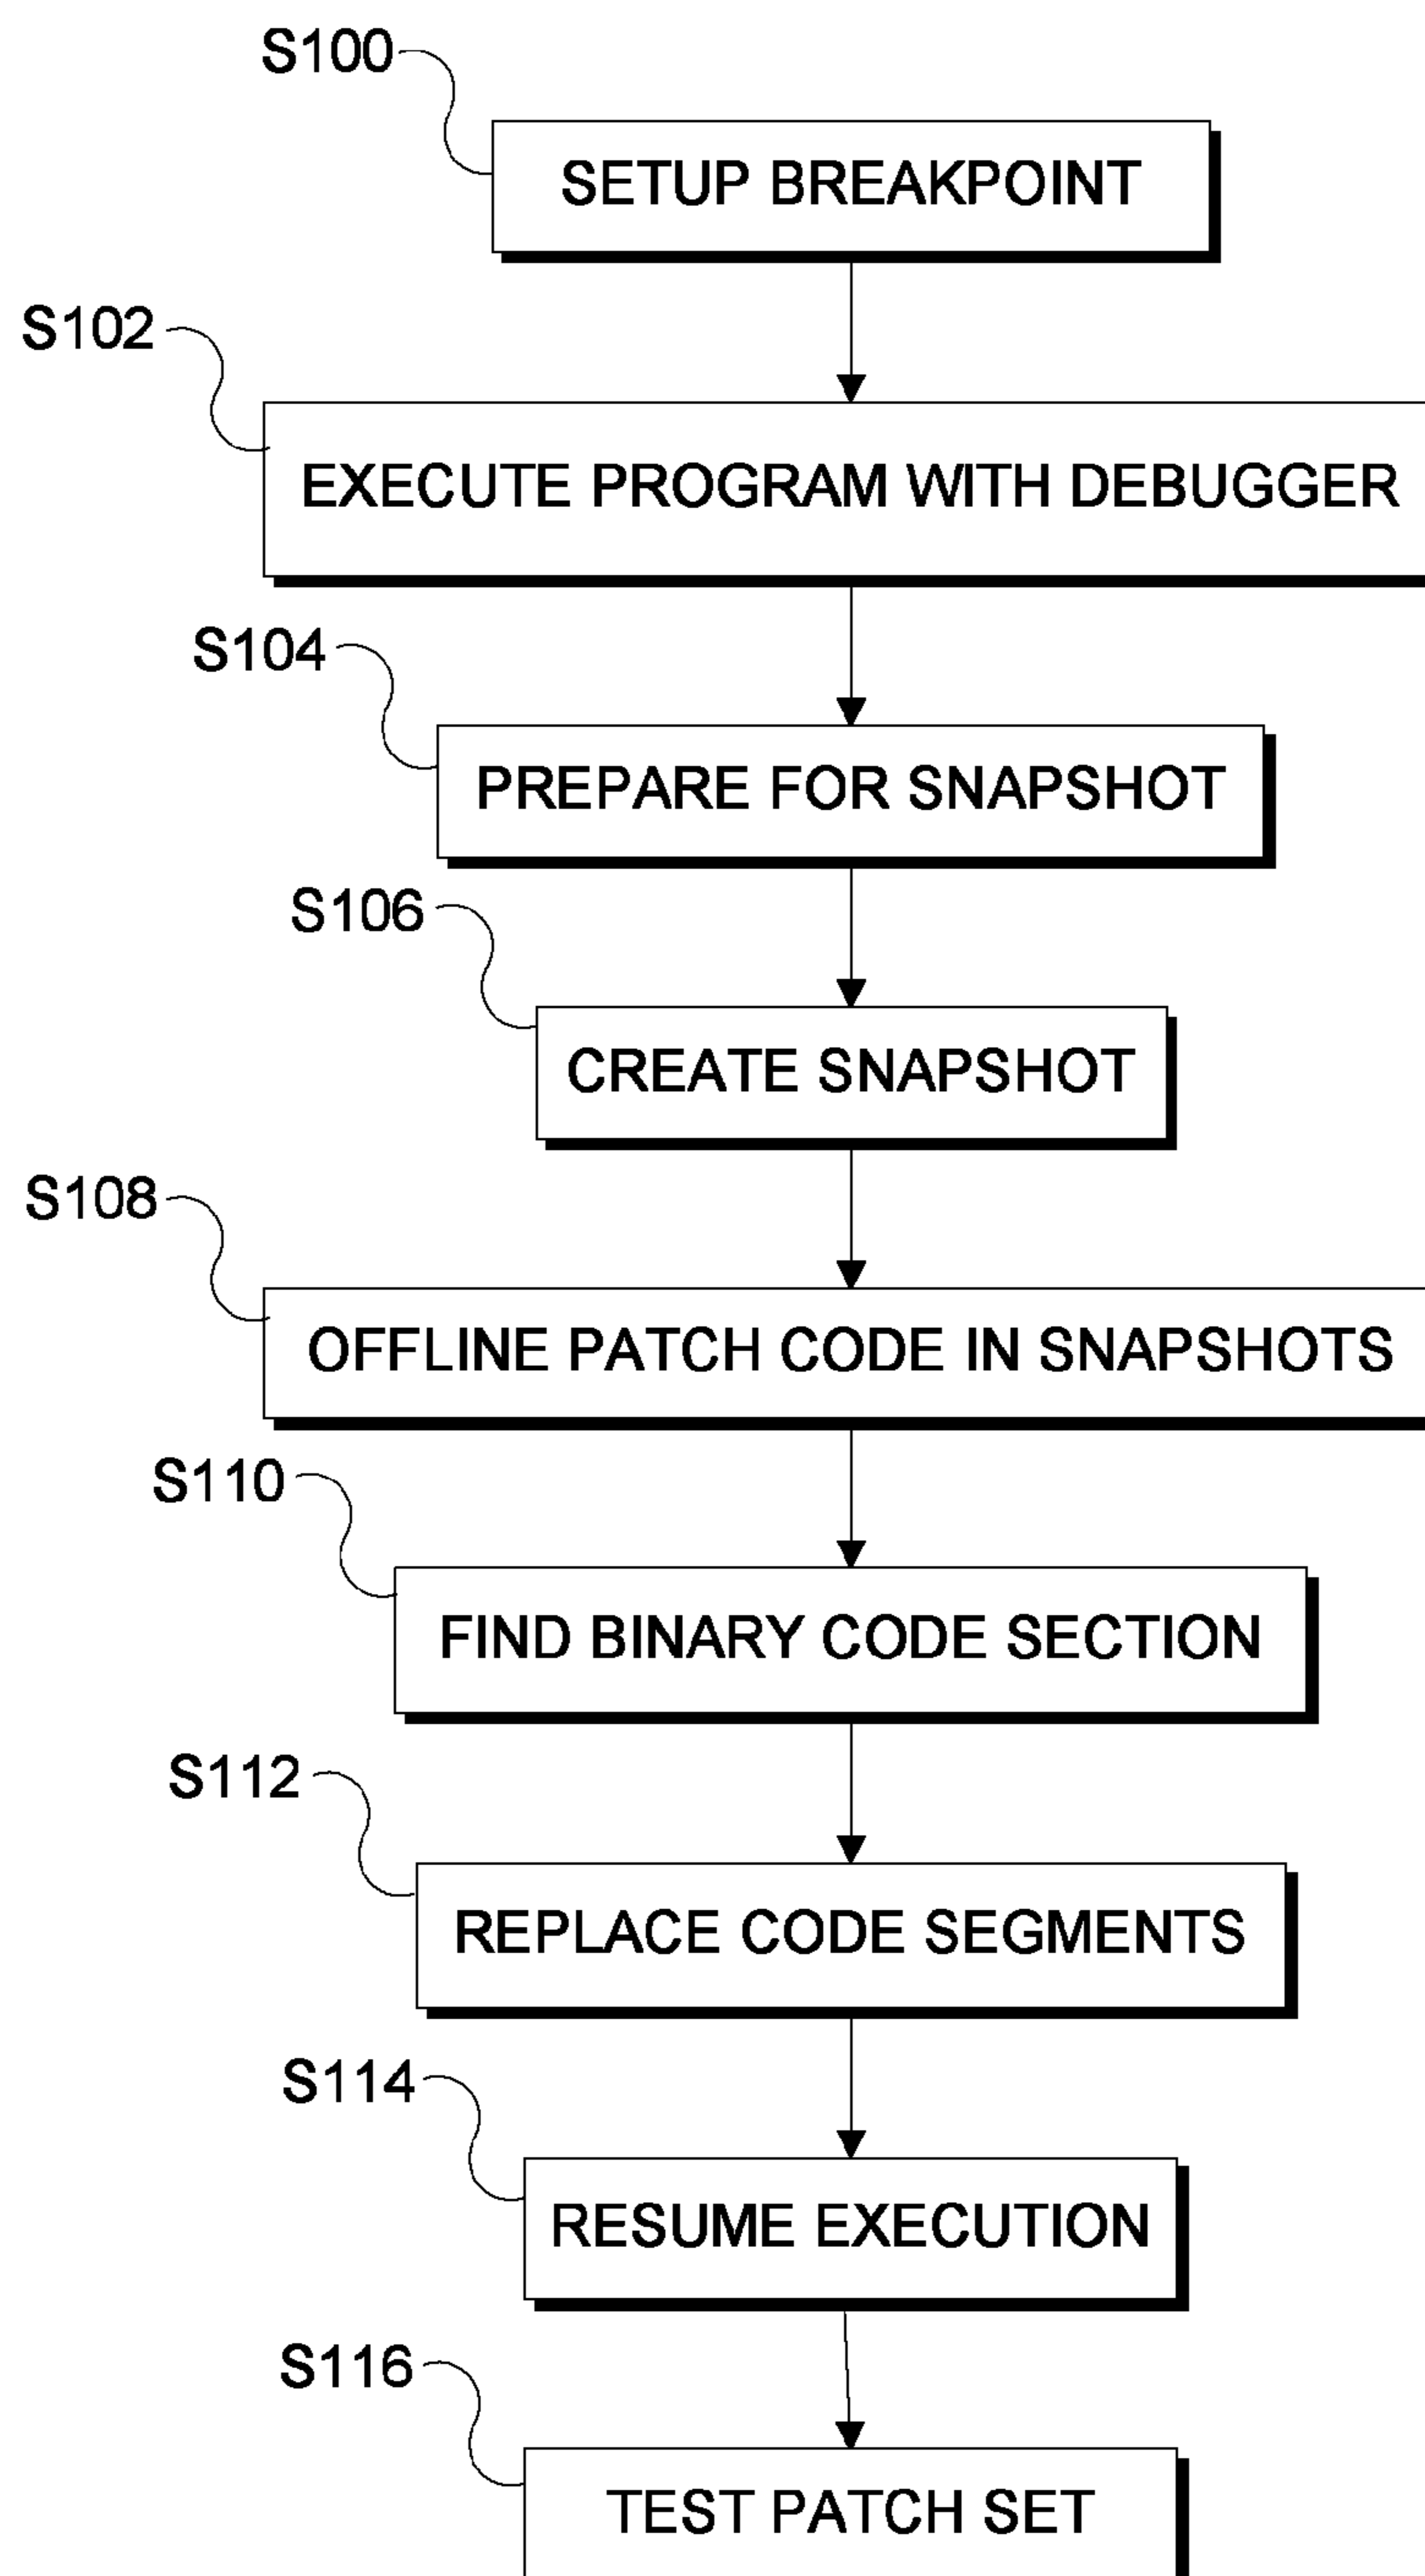 S100
SETUP BREAKPOINT
S102
EXECUTE PROGRAM WITH DEBUGGER
S104
PREPARE FOR SNAPSHOT
S106
CREATE SNAPSHOT
S108
OFFLINE PATCH CODE IN SNAPSHOTS
S110
FIND BINARY CODE SECTION
S112
REPLACE CODE SEGMENTS
S114
RESUME EXECUTION
S116
TEST PATCH SET